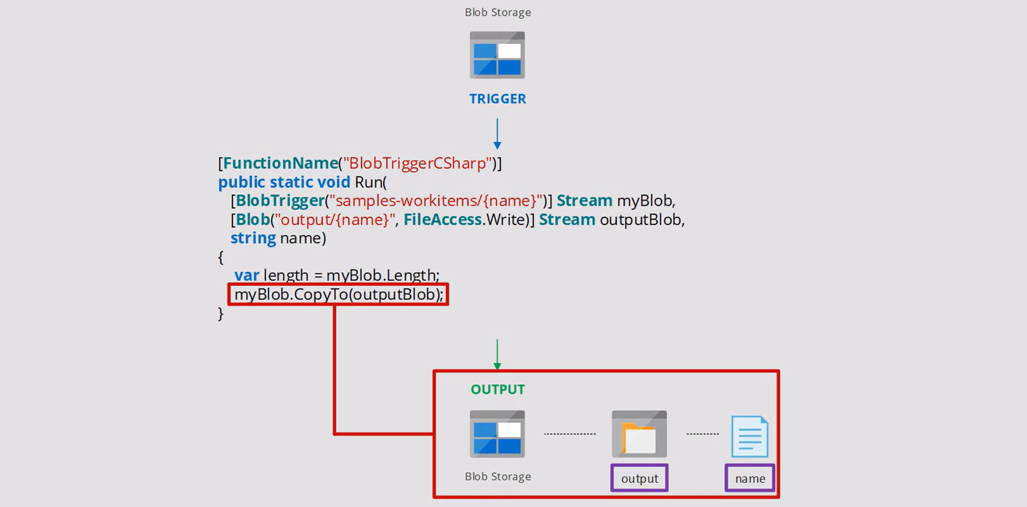 Blob Storage
TRIGGER
[FunctionName("BlobTriggerCSharp")]
public static void Run(
[BlobTrigger("samples-workitems/{name}")] Stream myBlob,
[Blob("output/{name}", FileAccess.Write)] Stream outputBlob,
string name)
{
var length = myBlob.Length;
myBlob.CopyTo(outputBlob);
}
OUTPUT
Blob Storage
output
name